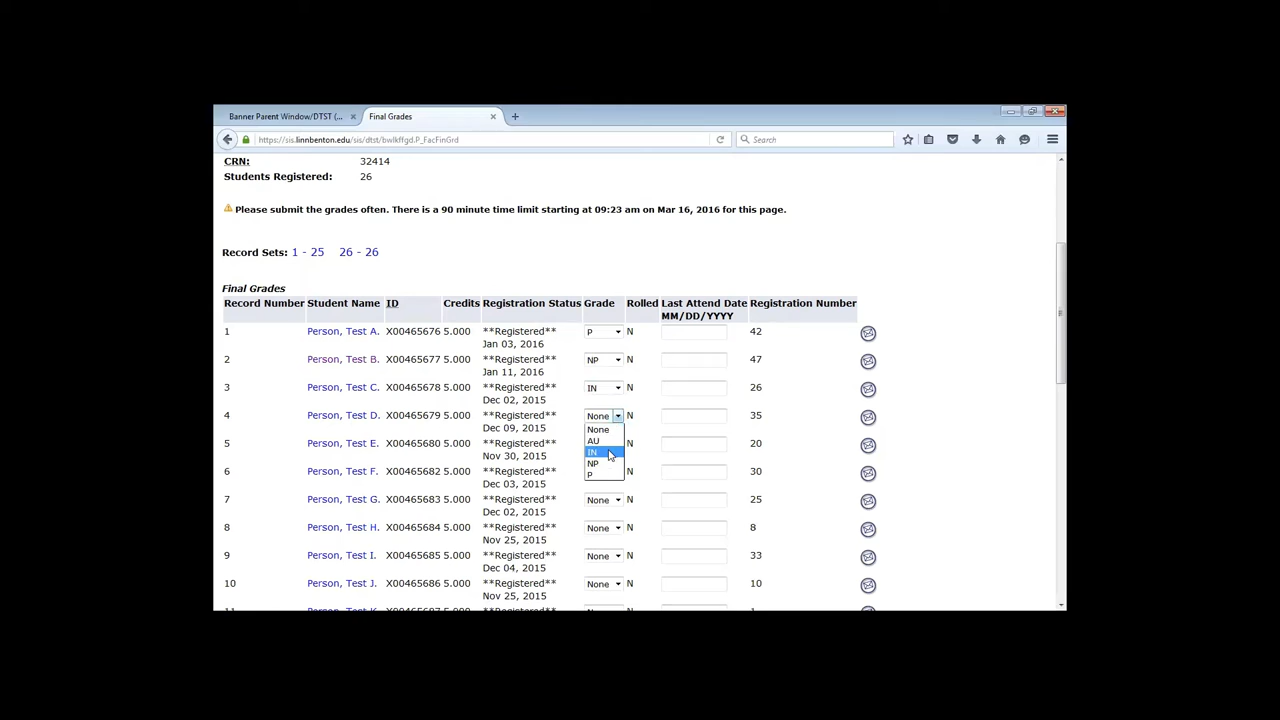 Banner Parent Window/DTST (...
Final Grades
https://sis.linnbenton.edu/sis/dtst/bwlkffgd.P_FacFinGrd
Search
CRN: 32414
Students Registered: 26
Please submit the grades often. There is a 90 minute time limit starting at 09:23 am on Mar 16, 2016 for this page.
Record Sets: 1 - 25 26 - 26
Final Grades
Record Number Student Name ID Credits Registration Status Grade Rolled Last Attend Date Registration Number
MM/DD/YYYY
1 Person, Test A. X00465676 5.000 **Registered** P N 42
Jan 03, 2016
2 Person, Test B. X00465677 5.000 **Registered** NP N 47
Jan 11, 2016
3 Person, Test C. X00465678 5.000 **Registered** IN N 26
Dec 02, 2015
4 Person, Test D. X00465679 5.000 **Registered** None N 35
Dec 09, 2015 None
AU
5 Person, Test E. X00465680 5.000 **Registered** N 20
Nov 30, 2015 IN
NP
6 Person, Test F. X00465682 5.000 **Registered** P N 30
Dec 03, 2015
7 Person, Test G. X00465683 5.000 **Registered** None N 25
Dec 02, 2015
8 Person, Test H. X00465684 5.000 **Registered** None N 8
Nov 25, 2015
9 Person, Test I. X00465685 5.000 **Registered** None N 33
Dec 04, 2015
10 Person, Test J. X00465686 5.000 **Registered** None N 10
Nov 25, 2015